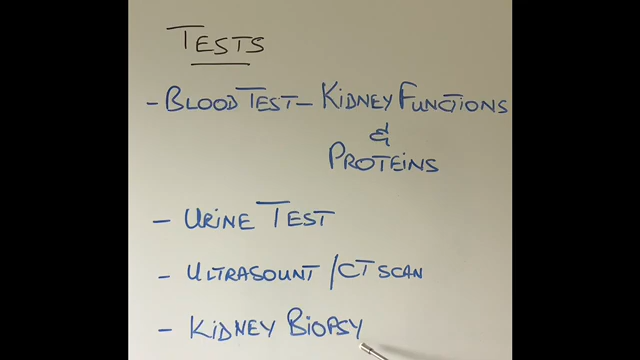 TESTS
- BLOOD TEST - KIDNEY FUNCTIONS
&
PROTEINS
- URINE TEST
- ULTRASOUNT / CT SCAN
- KIDNEY BIOPSY